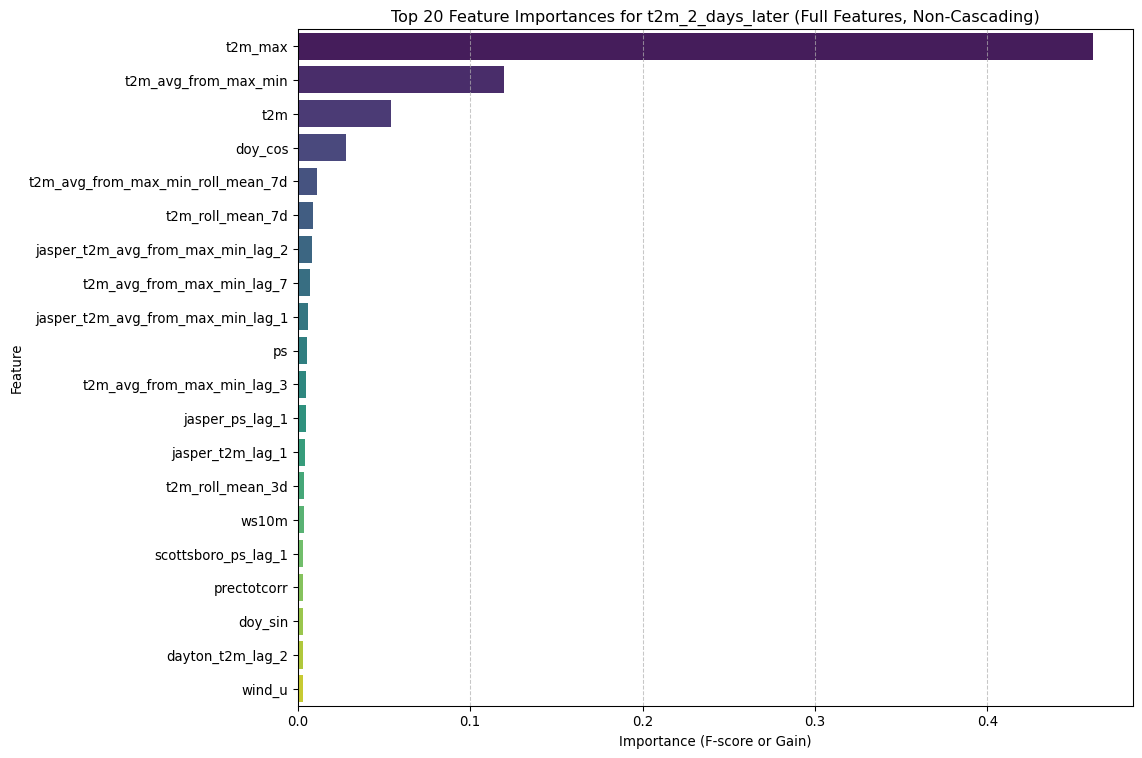 Top 20 Feature Importances for t2m_2_days_later (Full Features, Non-Cascading)
Feature
t2m_max
t2m_avg_from_max_min
t2m
doy_cos
t2m_avg_from_max_min_roll_mean_7d
t2m_roll_mean_7d
jasper_t2m_avg_from_max_min_lag_2
t2m_avg_from_max_min_lag_7
jasper_t2m_avg_from_max_min_lag_1
ps
t2m_avg_from_max_min_lag_3
jasper_ps_lag_1
jasper_t2m_lag_1
t2m_roll_mean_3d
ws10m
scottsboro_ps_lag_1
prectotcorr
doy_sin
dayton_t2m_lag_2
wind_u
0.0 0.1 0.2 0.3 0.4
Importance (F-score or Gain)